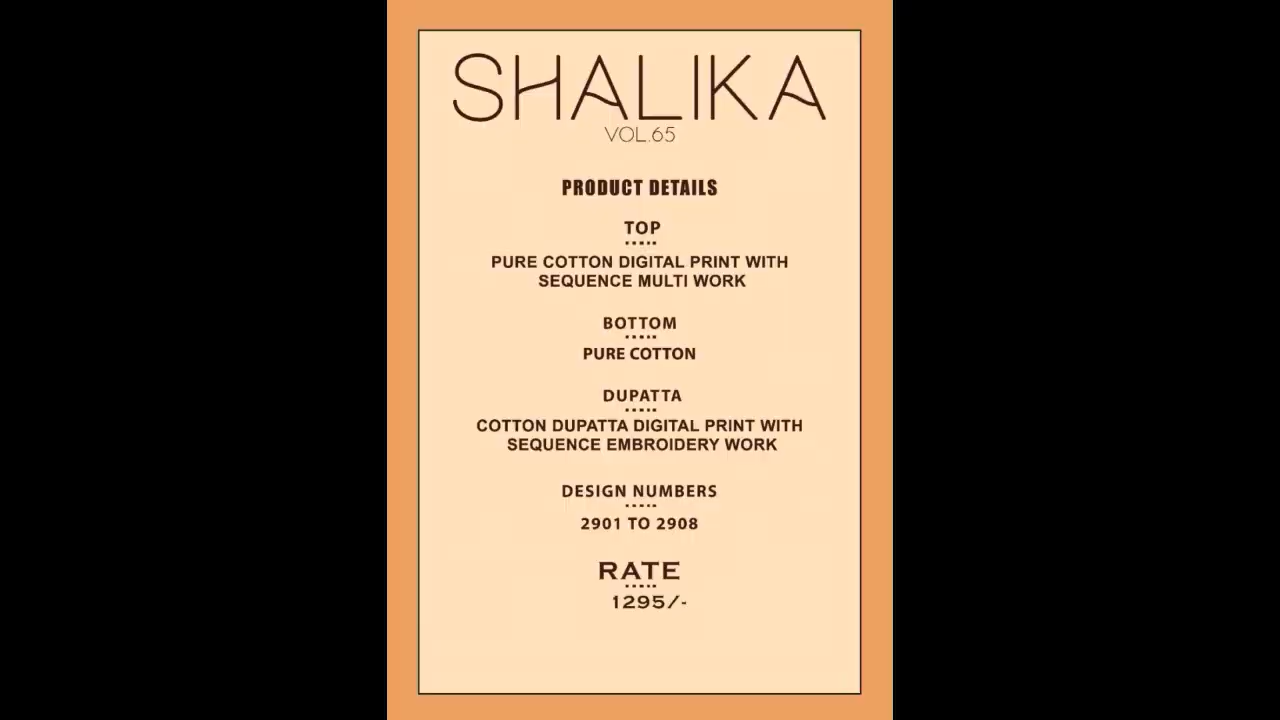 SHALIKA
VOL.65
PRODUCT DETAILS
TOP
PURE COTTON DIGITAL PRINT WITH
SEQUENCE MULTI WORK
BOTTOM
PURE COTTON
DUPATTA
COTTON DUPATTA DIGITAL PRINT WITH
SEQUENCE EMBROIDERY WORK
DESIGN NUMBERS
2901 TO 2908
RATE
1295/-